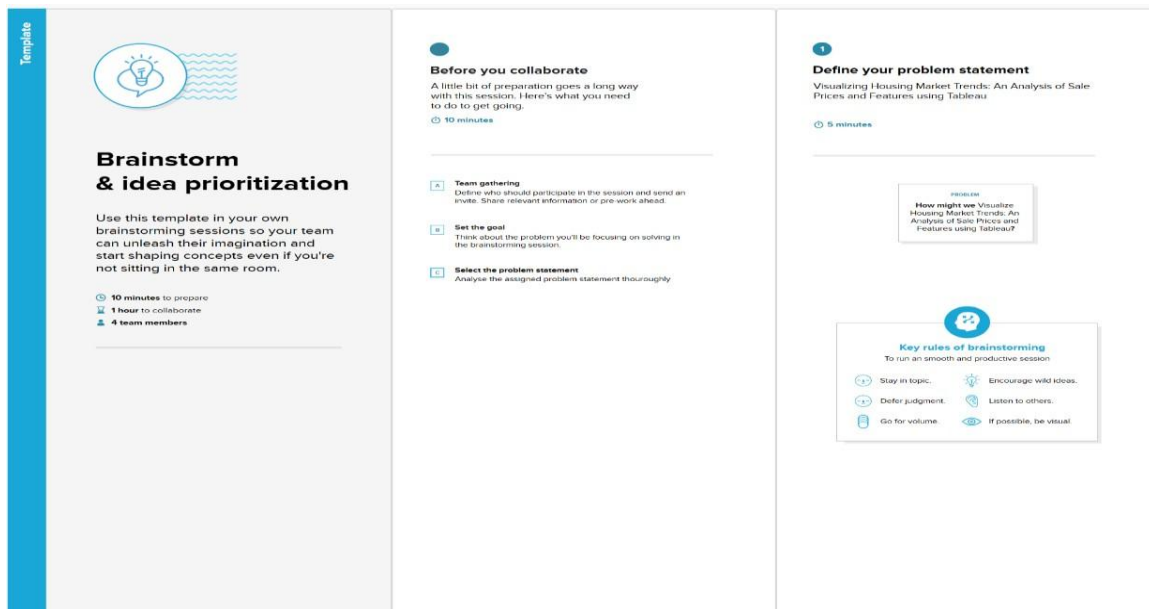 Template
Brainstorm
& idea prioritization
Use this template in your own
brainstorming sessions so your team
can unleash their imagination and
start shaping concepts even if you're
not sitting in the same room.
10 minutes to prepare
1 hour to collaborate
4 team members
Before you collaborate
A little bit of preparation goes a long way
with this session. Here's what you need
to do to get going.
10 minutes
A
Team gathering
Define who should participate in the session and send an
invite. Share relevant information or pre-work ahead.
B
Set the goal
Think about the problem you'll be focusing on solving in
the brainstorming session.
C
Select the problem statement
Analyse the assigned problem statement thouroughly
1
Define your problem statement
Visualizing Housing Market Trends: An Analysis of Sale
Prices and Features using Tableau
5 minutes
PROBLEM
How might we Visualize
Housing Market Trends: An
Analysis of Sale Prices and
Features using Tableau?
Key rules of brainstorming
To run an smooth and productive session
Stay in topic.
Encourage wild ideas.
Defer judgment.
Listen to others.
Go for volume.
If possible, be visual.